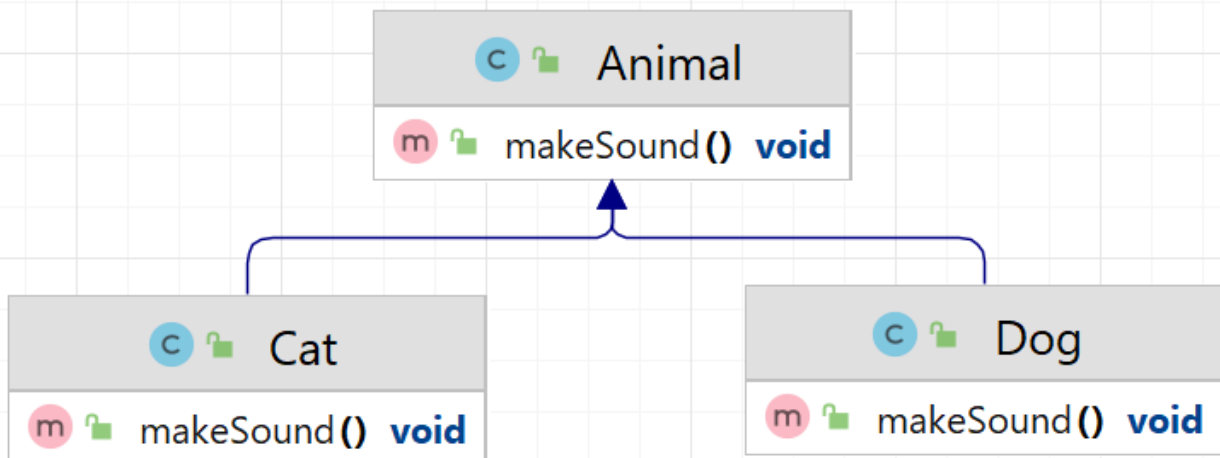 C Animal
m makeSound() void
C Cat
m makeSound() void
C Dog
m makeSound() void